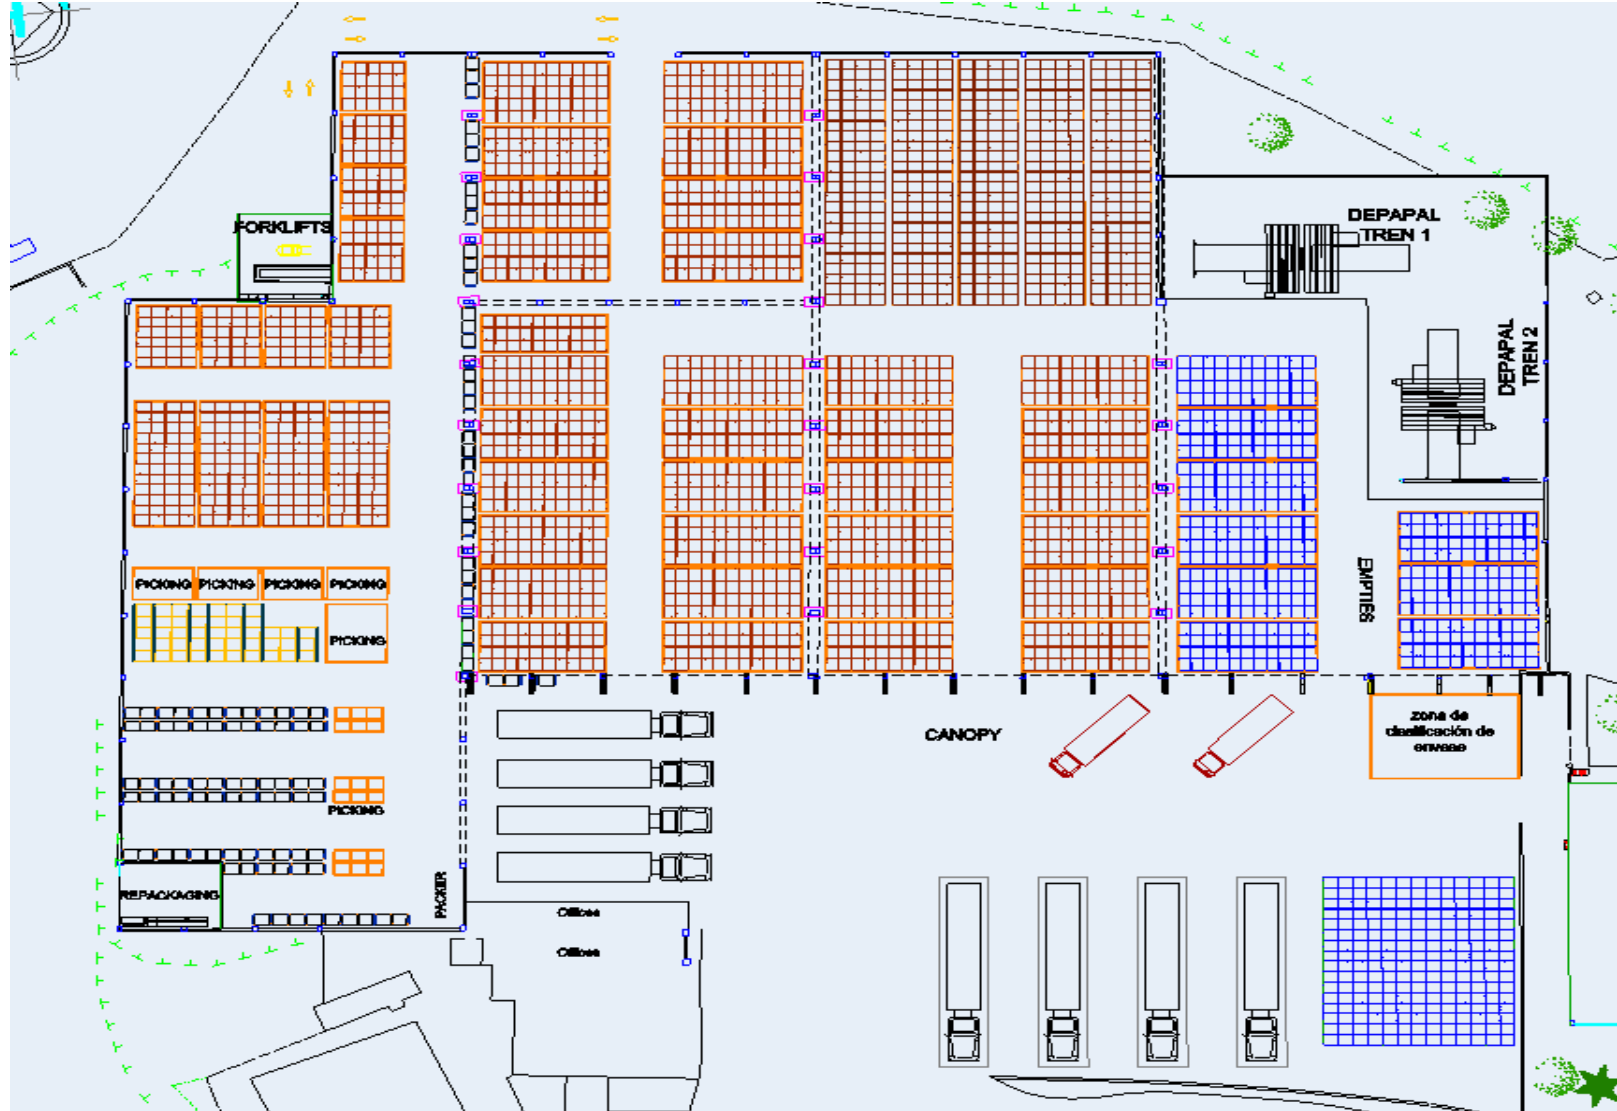 DEPAPAL
TREN 1
FORKLIFTS
DEPAPAL
TREN 2
PICKING
PICKING
PICKING
PICKING
EMPTIES
PICKING
CANOPY
zona de
clasificación de
envase
PICKING
REPACKAGING
PACKER
Offices
Offices